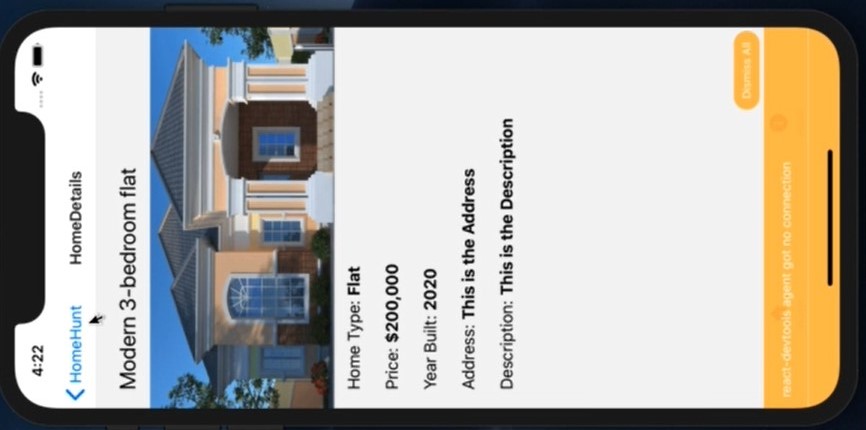 4:22
HomeHunt
HomeDetails
Modern 3-bedroom flat
Home Type: Flat
Price: $200,000
Year Built: 2020
Address: This is the Address
Description: This is the Description
Dismiss All
react-devtools agent got no connection